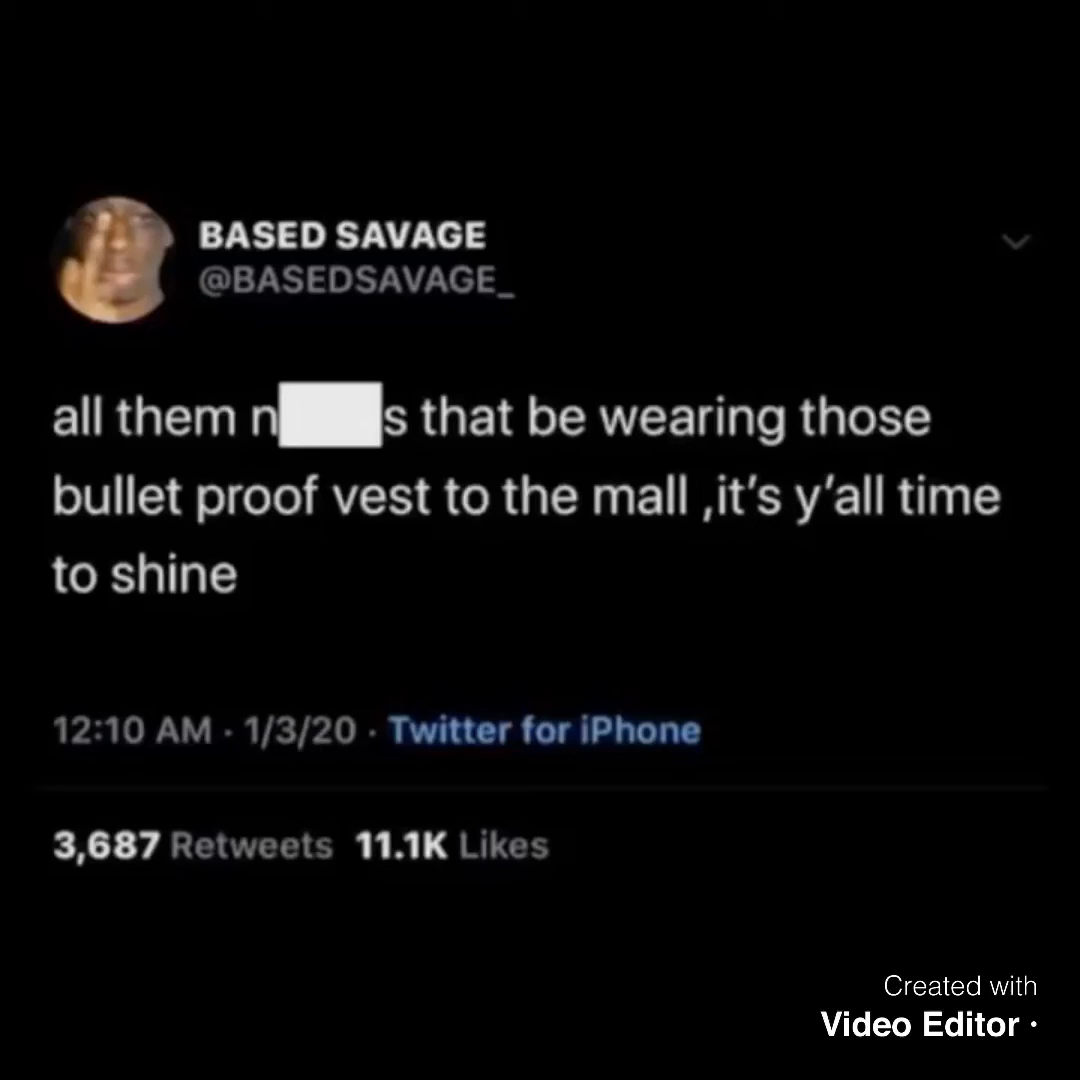 BASED SAVAGE
@BASEDSAVAGE_
all them n s that be wearing those
bullet proof vest to the mall ,it's y'all time
to shine
12:10 AM · 1/3/20 · Twitter for iPhone
3,687 Retweets 11.1K Likes
Created with
Video Editor ·